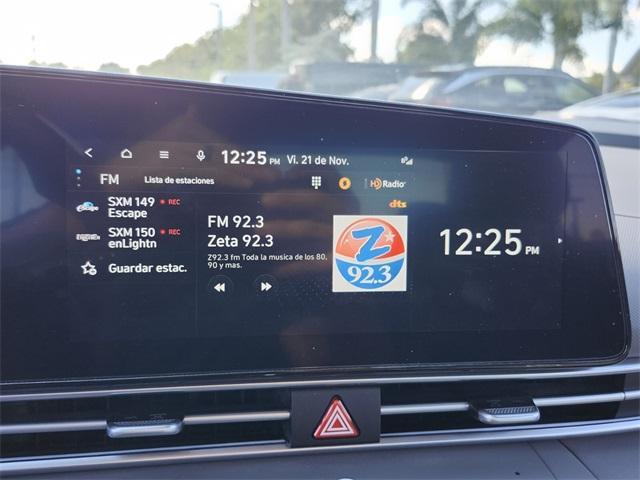 12:25 PM Vi. 21 de Nov.
FM Lista de estaciones HD Radio
dts
SXM 149 REC
Escape
SXM 150 REC
enLightn
Guardar estac.
FM 92.3
Zeta 92.3
Z92.3 fm Toda la musica de los 80,
90 y mas.
Z
92.3
12:25 PM